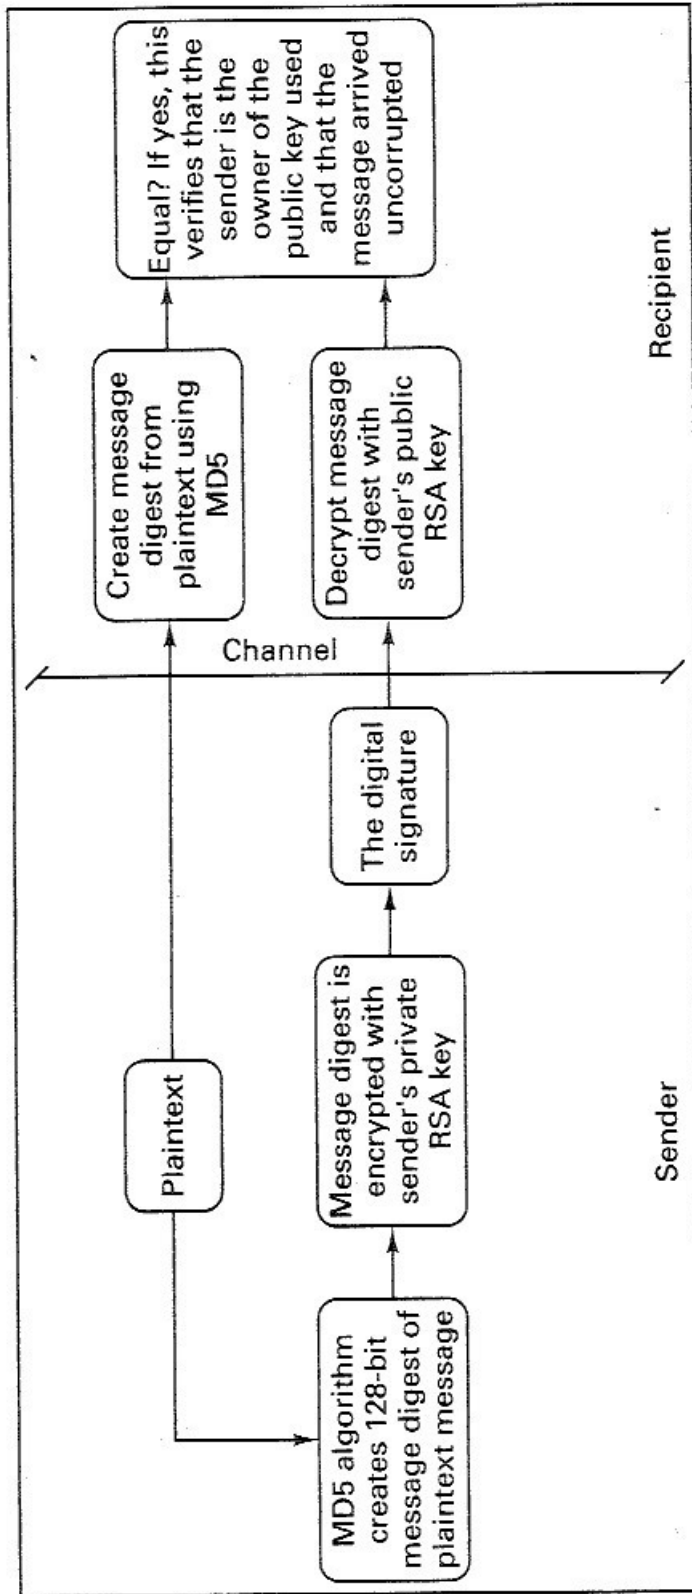 Plaintext
MD5 algorithm
creates 128-bit
message digest of
plaintext message
Message digest is
encrypted with
sender's private
RSA key
The digital
signature
Sender
Channel
Create message
digest from
plaintext using
MD5
Decrypt message
digest with
sender's public
RSA key
Equal? If yes, this
verifies that the
sender is the
owner of the
public key used
and that the
message arrived
uncorrupted
Recipient